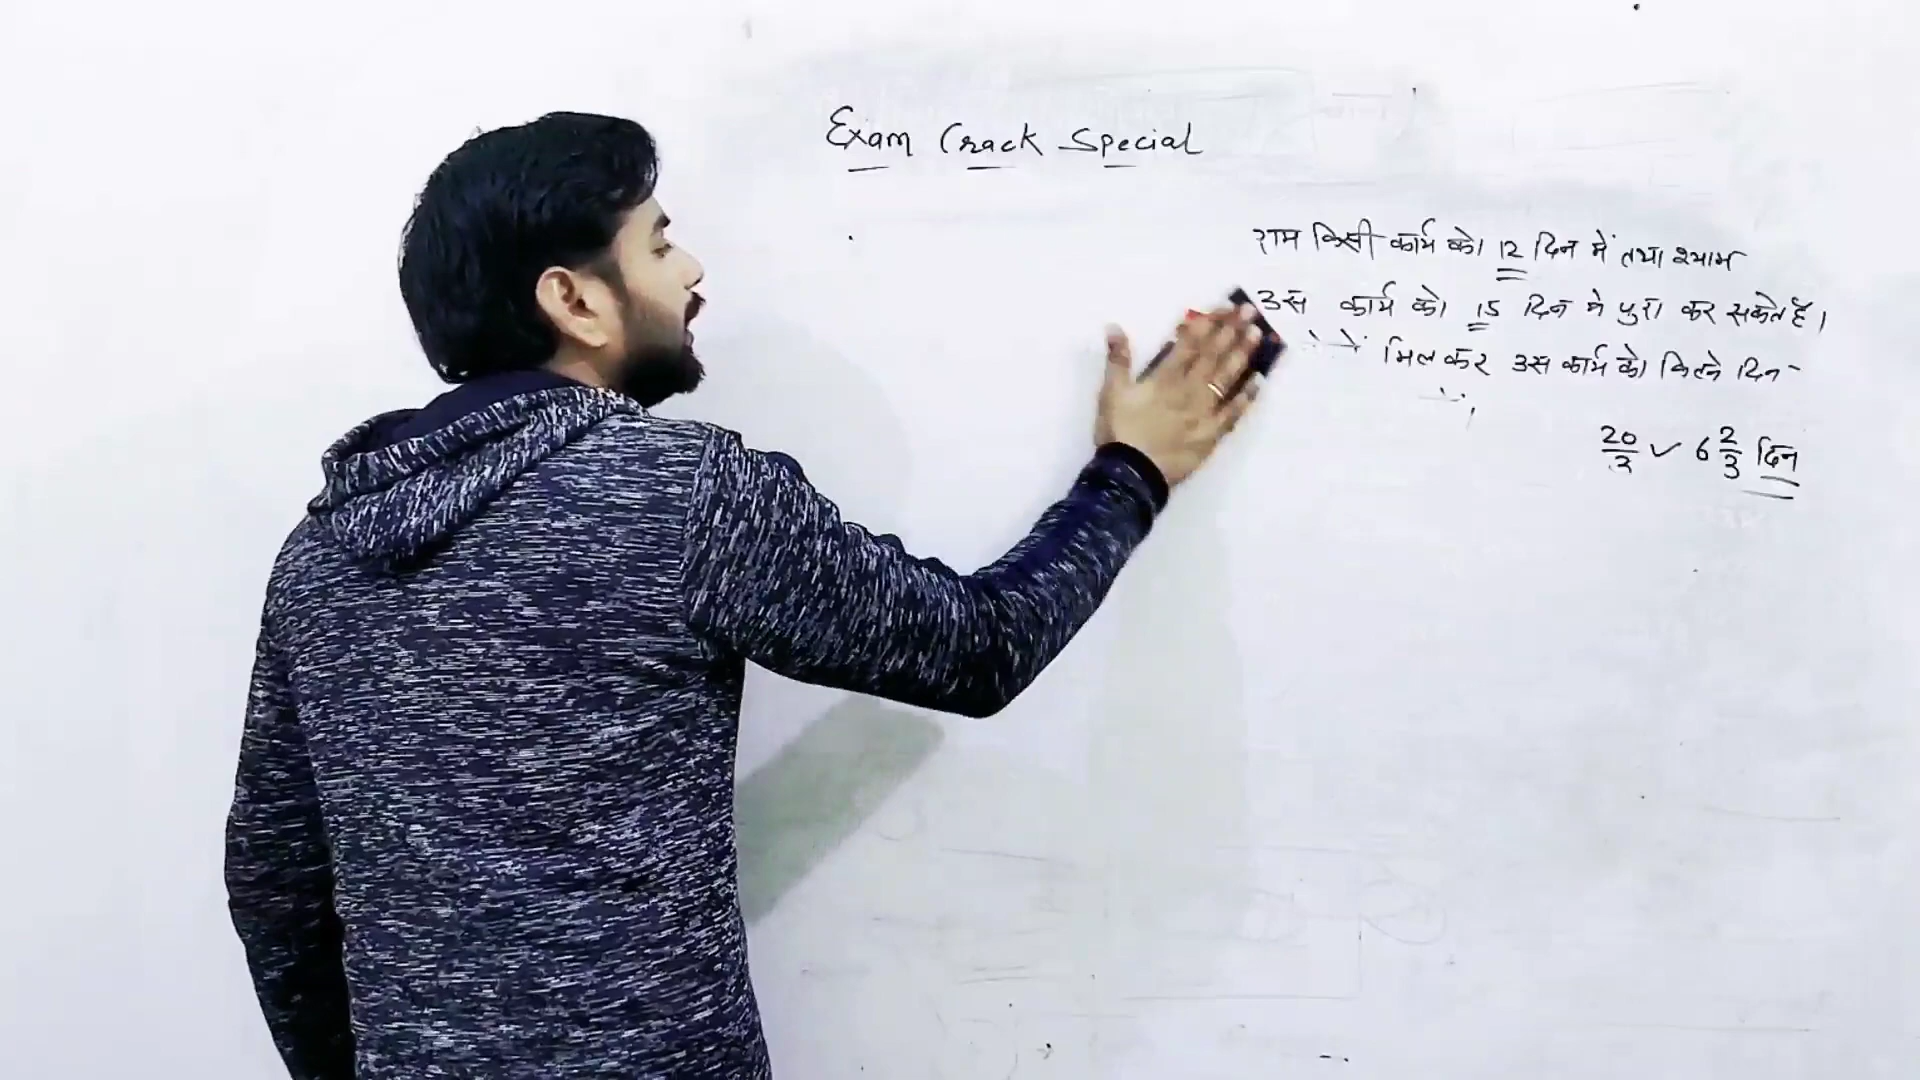 Exam Crack Special
राम किसी कार्य को 12 दिन में तथा श्याम
उस कार्य को 15 दिन मे पुरा कर सकते हैं।
मिलकर उस कार्य को कितने दिन-
20/3 ✓ 6 2/3 दिन